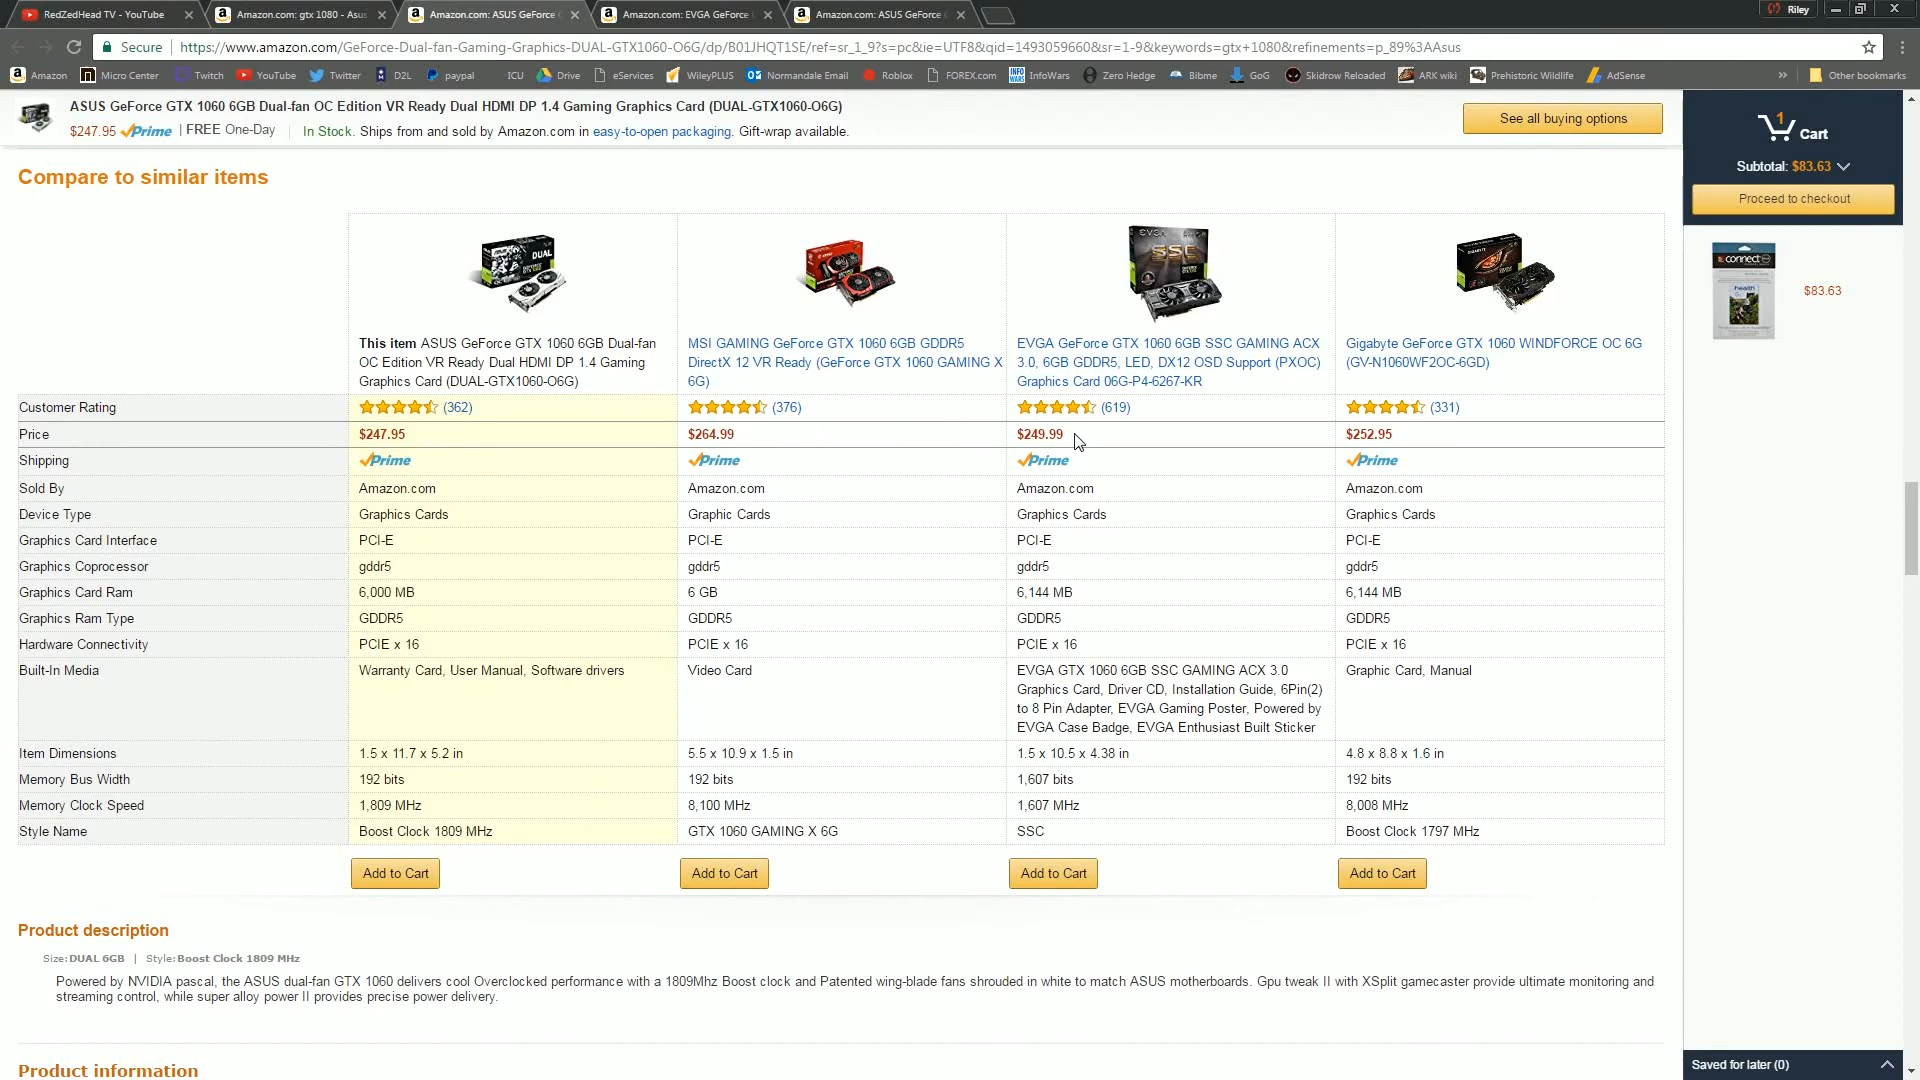 RedZedHead TV - YouTube
Amazon.com: gtx 1080 - Asus
Amazon.com: ASUS GeForce
Amazon.com: EVGA GeForce
Amazon.com: ASUS GeForce
Riley
Secure
https://www.amazon.com/GeForce-Dual-fan-Gaming-Graphics-DUAL-GTX1060-O6G/dp/B01JHQT1SE/ref=sr_1_9?s=pc&ie=UTF8&qid=1493059660&sr=1-9&keywords=gtx+1080&refinements=p_89%3AAsus
Amazon Micro Center Twitch YouTube Twitter D2L paypal ICU Drive eServices WileyPLUS Normandale Email Roblox FOREX.com InfoWars Zero Hedge Bibme GoG Skidrow Reloaded ARK wiki Prehistoric Wildlife AdSense » Other bookmarks
ASUS GeForce GTX 1060 6GB Dual-fan OC Edition VR Ready Dual HDMI DP 1.4 Gaming Graphics Card (DUAL-GTX1060-O6G)
$247.95 Prime | FREE One-Day In Stock. Ships from and sold by Amazon.com in easy-to-open packaging. Gift-wrap available.
See all buying options
1 Cart
Subtotal: $83.63
Proceed to checkout
connect
health
$83.63
Compare to similar items
DUAL
EVGA
SSC
This item ASUS GeForce GTX 1060 6GB Dual-fan
OC Edition VR Ready Dual HDMI DP 1.4 Gaming
Graphics Card (DUAL-GTX1060-O6G)
MSI GAMING GeForce GTX 1060 6GB GDDR5
DirectX 12 VR Ready (GeForce GTX 1060 GAMING X
6G)
EVGA GeForce GTX 1060 6GB SSC GAMING ACX
3.0, 6GB GDDR5, LED, DX12 OSD Support (PXOC)
Graphics Card 06G-P4-6267-KR
Gigabyte GeForce GTX 1060 WINDFORCE OC 6G
(GV-N1060WF2OC-6GD)
Customer Rating (362) (376) (619) (331)
Price $247.95 $264.99 $249.99 $252.95
Shipping Prime Prime Prime Prime
Sold By Amazon.com Amazon.com Amazon.com Amazon.com
Device Type Graphics Cards Graphic Cards Graphics Cards Graphics Cards
Graphics Card Interface PCI-E PCI-E PCI-E PCI-E
Graphics Coprocessor gddr5 gddr5 gddr5 gddr5
Graphics Card Ram 6,000 MB 6 GB 6,144 MB 6,144 MB
Graphics Ram Type GDDR5 GDDR5 GDDR5 GDDR5
Hardware Connectivity PCIE x 16 PCIE x 16 PCIE x 16 PCIE x 16
Built-In Media Warranty Card, User Manual, Software drivers Video Card EVGA GTX 1060 6GB SSC GAMING ACX 3.0 Graphic Card, Manual
Graphics Card, Driver CD, Installation Guide, 6Pin(2)
to 8 Pin Adapter, EVGA Gaming Poster, Powered by
EVGA Case Badge, EVGA Enthusiast Built Sticker
Item Dimensions 1.5 x 11.7 x 5.2 in 5.5 x 10.9 x 1.5 in 1.5 x 10.5 x 4.38 in 4.8 x 8.8 x 1.6 in
Memory Bus Width 192 bits 192 bits 1,607 bits 192 bits
Memory Clock Speed 1,809 MHz 8,100 MHz 1,607 MHz 8,008 MHz
Style Name Boost Clock 1809 MHz GTX 1060 GAMING X 6G SSC Boost Clock 1797 MHz
Add to Cart Add to Cart Add to Cart Add to Cart
Product description
Size: DUAL 6GB | Style: Boost Clock 1809 MHz
Powered by NVIDIA pascal, the ASUS dual-fan GTX 1060 delivers cool Overclocked performance with a 1809Mhz Boost clock and Patented wing-blade fans shrouded in white to match ASUS motherboards. Gpu tweak II with XSplit gamecaster provide ultimate monitoring and
streaming control, while super alloy power II provides precise power delivery.
Product information
Saved for later (0)